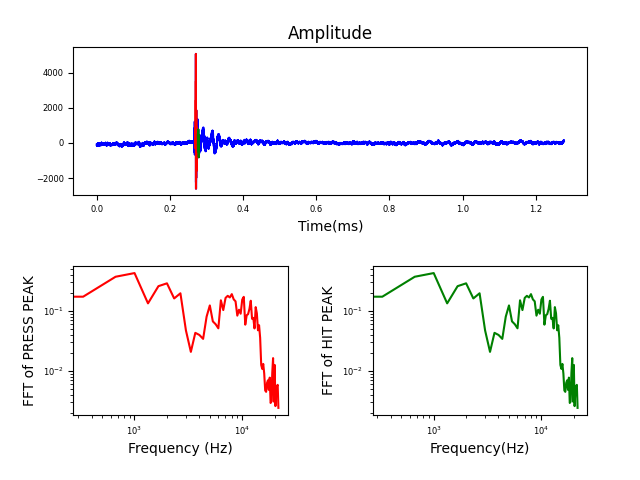 Amplitude
4000
2000
0
−2000
0.0 0.2 0.4 0.6 0.8 1.0 1.2
Time(ms)
FFT of PRESS PEAK
10⁻¹
10⁻²
10³ 10⁴
Frequency (Hz)
FFT of HIT PEAK
10⁻¹
10⁻²
10³ 10⁴
Frequency(Hz)